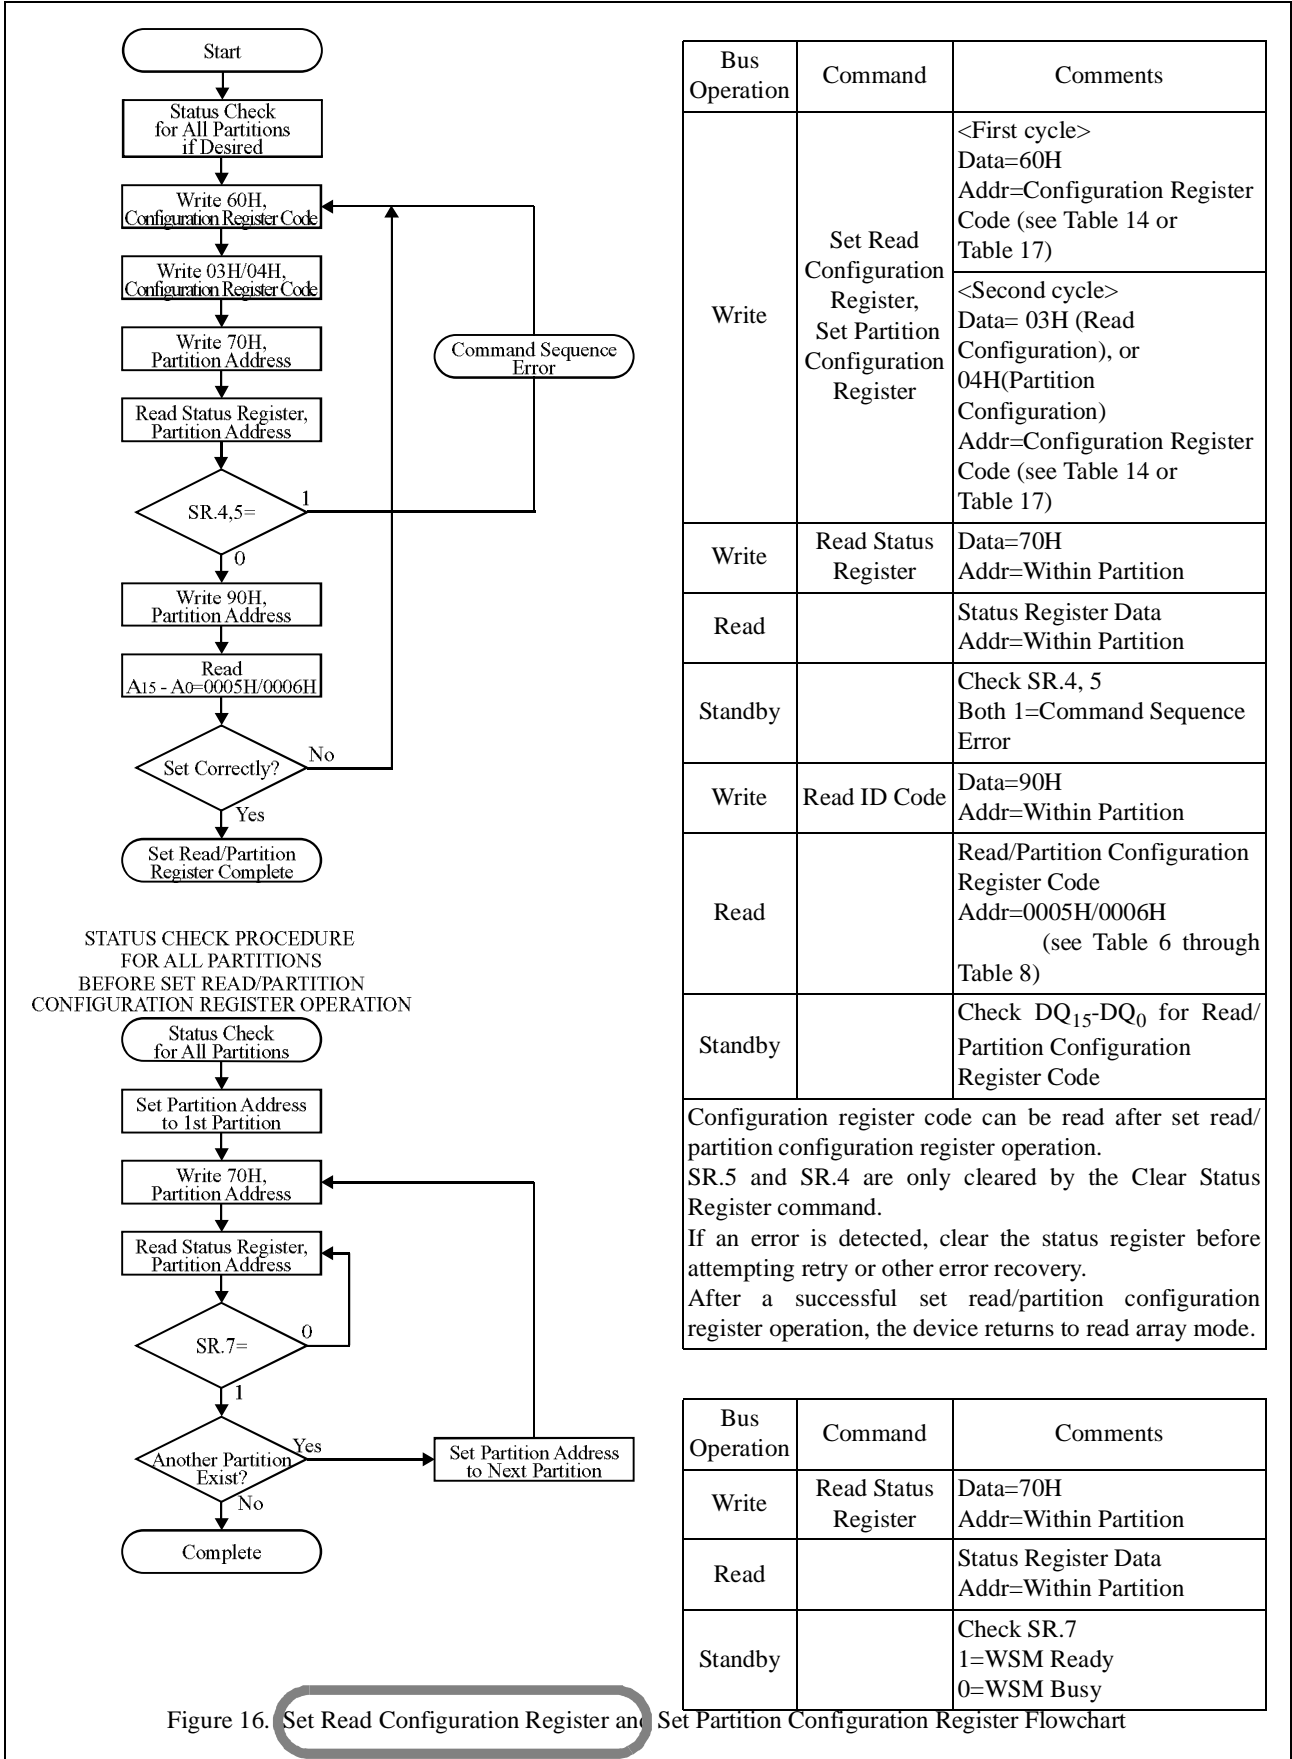 Start
Status Check
for All Partitions
if Desired
Write 60H,
Configuration Register Code
Write 03H/04H,
Configuration Register Code
Write 70H,
Partition Address
Command Sequence
Error
Read Status Register,
Partition Address
SR.4,5=
1
0
Write 90H,
Partition Address
Read
A15 - A0=0005H/0006H
Set Correctly?
No
Yes
Set Read/Partition
Register Complete
STATUS CHECK PROCEDURE
FOR ALL PARTITIONS
BEFORE SET READ/PARTITION
CONFIGURATION REGISTER OPERATION
Status Check
for All Partitions
Set Partition Address
to 1st Partition
Write 70H,
Partition Address
Read Status Register,
Partition Address
SR.7=
0
1
Another Partition
Exist?
Yes
Set Partition Address
to Next Partition
No
Complete
Bus
Operation
Command
Comments
Write
Set Read
Configuration
Register,
Set Partition
Configuration
Register
<First cycle>
Data=60H
Addr=Configuration Register
Code (see Table 14 or
Table 17)
<Second cycle>
Data= 03H (Read
Configuration), or
04H(Partition
Configuration)
Addr=Configuration Register
Code (see Table 14 or
Table 17)
Write
Read Status
Register
Data=70H
Addr=Within Partition
Read
Status Register Data
Addr=Within Partition
Standby
Check SR.4, 5
Both 1=Command Sequence
Error
Write
Read ID Code
Data=90H
Addr=Within Partition
Read
Read/Partition Configuration
Register Code
Addr=0005H/0006H
(see Table 6 through
Table 8)
Standby
Check DQ15-DQ0 for Read/
Partition Configuration
Register Code
Configuration register code can be read after set read/
partition configuration register operation.
SR.5 and SR.4 are only cleared by the Clear Status
Register command.
If an error is detected, clear the status register before
attempting retry or other error recovery.
After a successful set read/partition configuration
register operation, the device returns to read array mode.
Bus
Operation
Command
Comments
Write
Read Status
Register
Data=70H
Addr=Within Partition
Read
Status Register Data
Addr=Within Partition
Standby
Check SR.7
1=WSM Ready
0=WSM Busy
Figure 16. Set Read Configuration Register and Set Partition Configuration Register Flowchart